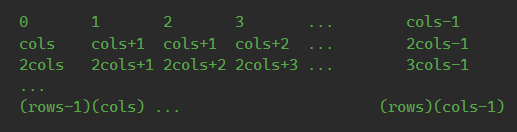 0 1 2 3 ... cols-1
cols cols+1 cols+1 cols+2 ... 2cols-1
2cols 2cols+1 2cols+2 2cols+3 ... 3cols-1
...
(rows-1)(cols) ... (rows)(cols-1)